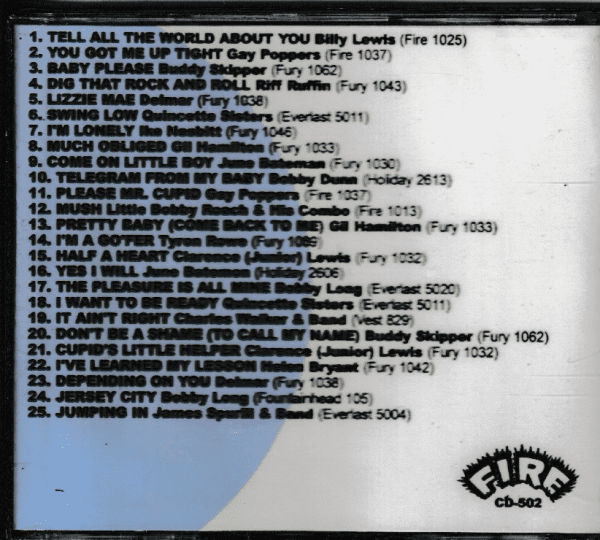 1. TELL ALL THE WORLD ABOUT YOU Billy Lewis (Fire 1025)
2. YOU GOT ME UP TIGHT Gay Poppers (Fire 1037)
3. BABY PLEASE Buddy Skipper (Fury 1062)
4. DIG THAT ROCK AND ROLL Riff Ruffin (Fury 1043)
5. LIZZIE MAE Delmar (Fury 1038)
6. SWING LOW Quincette Sisters (Everlast 5011)
7. I'M LONELY Ike Nesbitt (Fury 1046)
8. MUCH OBLIGED Gil Hamilton (Fury 1033)
9. COME ON LITTLE BOY June Bateman (Fury 1030)
10. TELEGRAM FROM MY BABY Bobby Dunn (Holiday 2613)
11. PLEASE MR. CUPID Gay Poppers (Fire 1037)
12. MUSH Little Bobby Roach & His Combo (Fire 1013)
13. PRETTY BABY (COME BACK TO ME) Gil Hamilton (Fury 1033)
14. I'M A GO'FER Tyron Rowe (Fury
15. HALF A HEART Clarence (Junior) Lewis (Fury 1032)
16. YES I WILL June Bateman (Holiday 2606)
17. THE PLEASURE IS ALL MINE Bobby Long (Everlast 5020)
18. I WANT TO BE READY Quincette Sisters (Everlast 5011)
19. IT AIN'T RIGHT Charles Walker & Band (Vest 829)
20. DON'T BE A SHAME (TO CALL MY NAME) Buddy Skipper (Fury 1062)
21. CUPID'S LITTLE HELPER Clarence (Junior) Lewis (Fury 1032)
22. I'VE LEARNED MY LESSON Helen Bryant (Fury 1042)
23. DEPENDING ON YOU Delmar (Fury 1038)
24. JERSEY CITY Bobby Long (Fountainhead 105)
25. JUMPING IN James Spurill & Band (Everlast 5004)
FIRE
CD-502